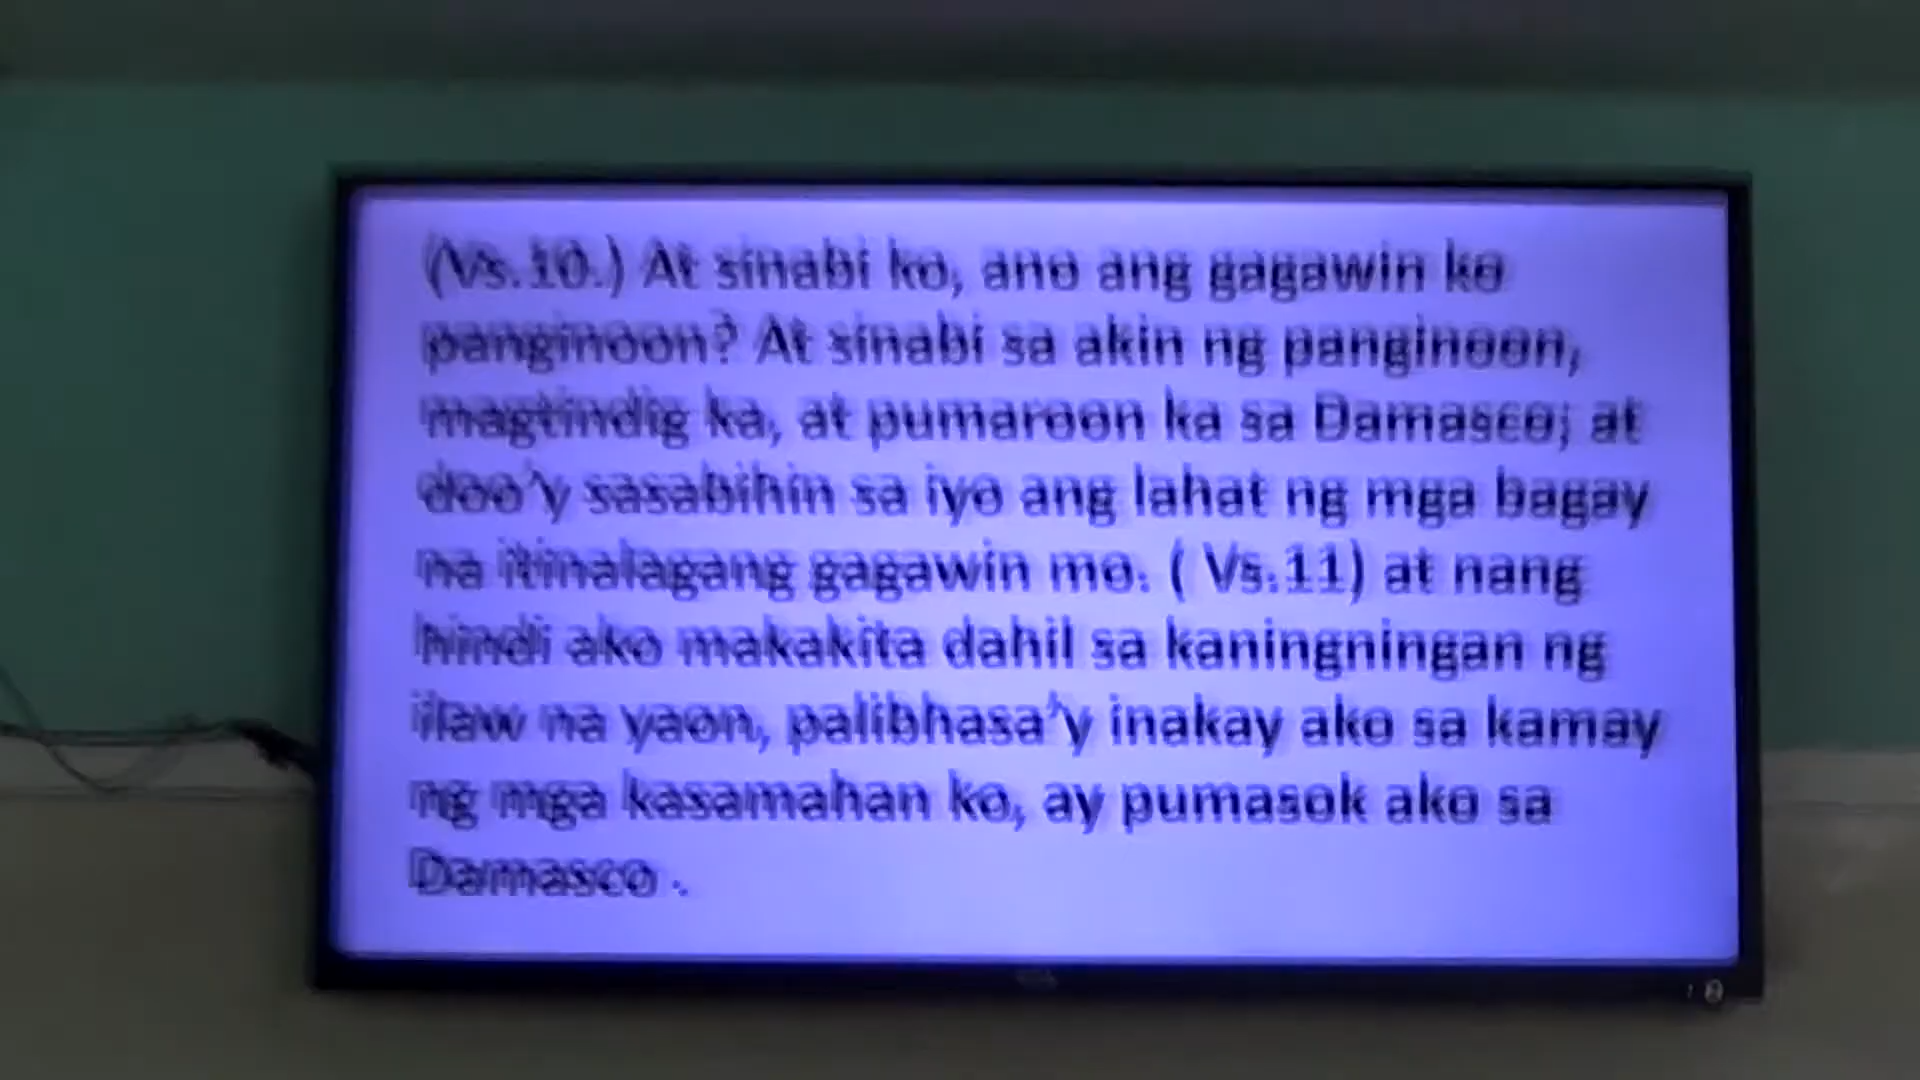 (Vs.10.) At sinabi ko, ano ang gagawin ko
panginoon? At sinabi sa akin ng panginoon,
magtindig ka, at pumaroon ka sa Damasco; at
doo’y sasabihin sa iyo ang lahat ng mga bagay
na itinalagang gagawin mo. ( Vs.11) at nang
hindi ako makakita dahil sa kaningningan ng
ilaw na yaon, palibhasa’y inakay ako sa kamay
ng mga kasamahan ko, ay pumasok ako sa
Damasco .